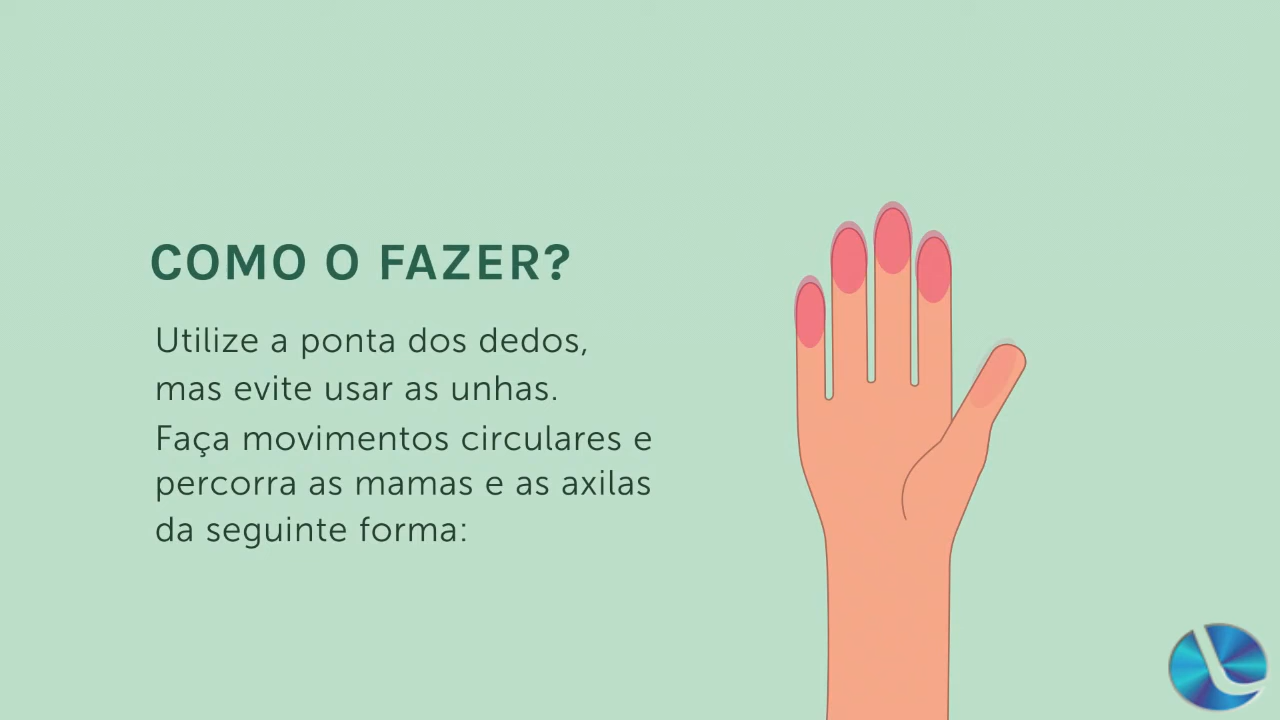 COMO O FAZER?
Utilize a ponta dos dedos,
mas evite usar as unhas.
Faça movimentos circulares e
percorra as mamas e as axilas
da seguinte forma: